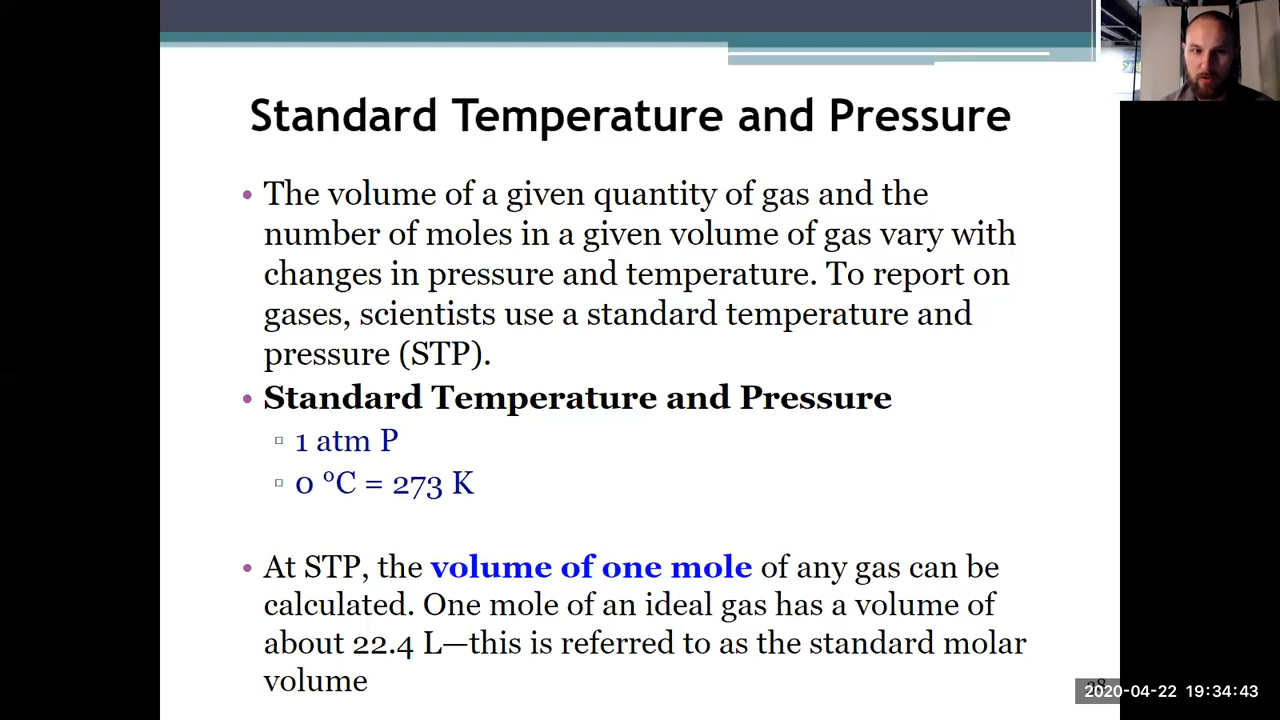 Standard Temperature and Pressure
• The volume of a given quantity of gas and the
number of moles in a given volume of gas vary with
changes in pressure and temperature. To report on
gases, scientists use a standard temperature and
pressure (STP).
• Standard Temperature and Pressure
▫ 1 atm P
▫ 0 °C = 273 K
• At STP, the volume of one mole of any gas can be
calculated. One mole of an ideal gas has a volume of
about 22.4 L—this is referred to as the standard molar
volume
2020-04-22 19:34:43